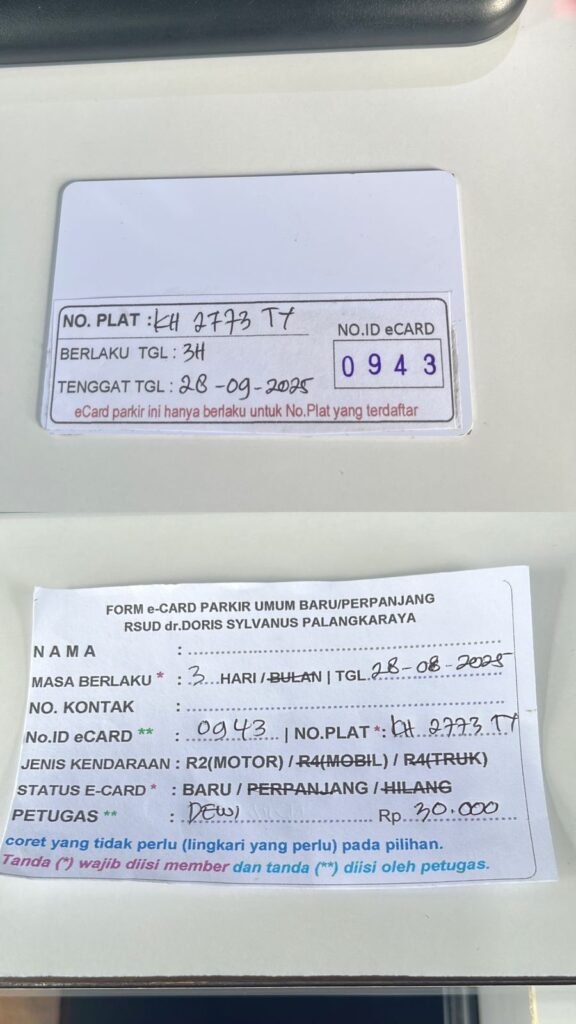 NO. PLAT : KH 2773 TY
BERLAKU TGL : 3H
TENGGAT TGL : 28-09-2025
NO.ID eCARD
0943
eCard parkir ini hanya berlaku untuk No.Plat yang terdaftar
FORM e-CARD PARKIR UMUM BARU/PERPANJANG
RSUD dr.DORIS SYLVANUS PALANGKARAYA
N A M A :
MASA BERLAKU * : 3 HARI / BULAN | TGL. 28-08-2025
NO. KONTAK :
No.ID eCARD ** : 0943 | NO.PLAT *: KH 2773 TY
JENIS KENDARAAN : R2(MOTOR) / R4(MOBIL) / R4(TRUK)
STATUS E-CARD * : BARU / PERPANJANG / HILANG
PETUGAS ** : DEWI Rp. 30.000
coret yang tidak perlu (lingkari yang perlu) pada pilihan.
Tanda (*) wajib diisi member dan tanda (**) diisi oleh petugas.